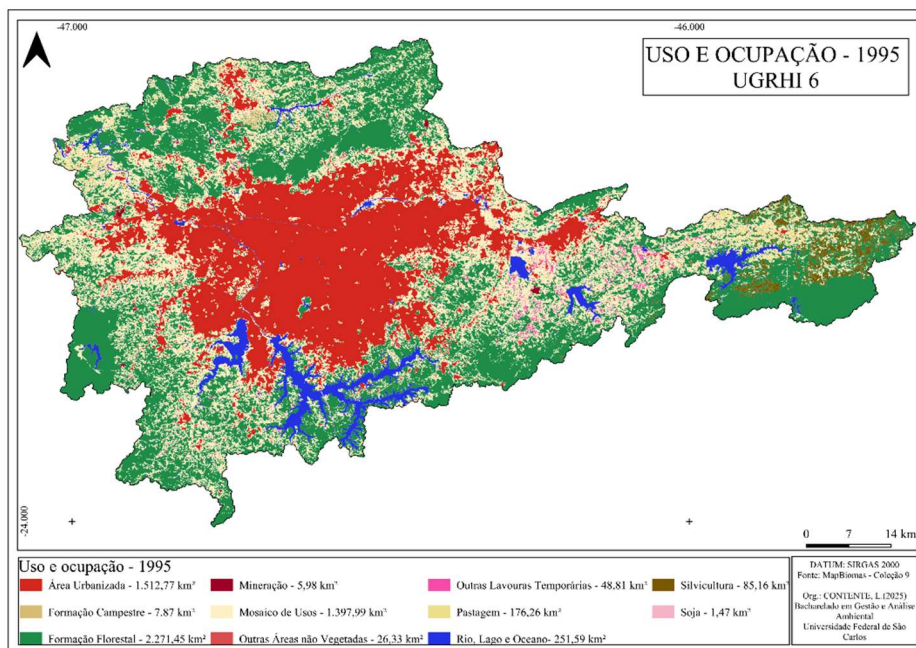 -47.000
-46.000
USO E OCUPAÇÃO - 1995
UGRHI 6
-24.000
0 7 14 km
Uso e ocupação - 1995
Área Urbanizada - 1.512,77 km²
Mineração - 5,98 km²
Outras Lavouras Temporárias - 48,81 km²
Silvicultura - 85,16 km²
Formação Campestre - 7,87 km²
Mosaico de Usos - 1.397,99 km²
Pastagem - 176,26 km²
Soja - 1,47 km²
Formação Florestal - 2.271,45 km²
Outras Áreas não Vegetadas - 26,33 km²
Rio, Lago e Oceano- 251,59 km²
DATUM: SIRGAS 2000
Fonte: MapBiomas - Coleção 9
Org.: CONTENTE, L (2025)
Bacharelado em Gestão e Análise
Ambiental
Universidade Federal de São
Carlos